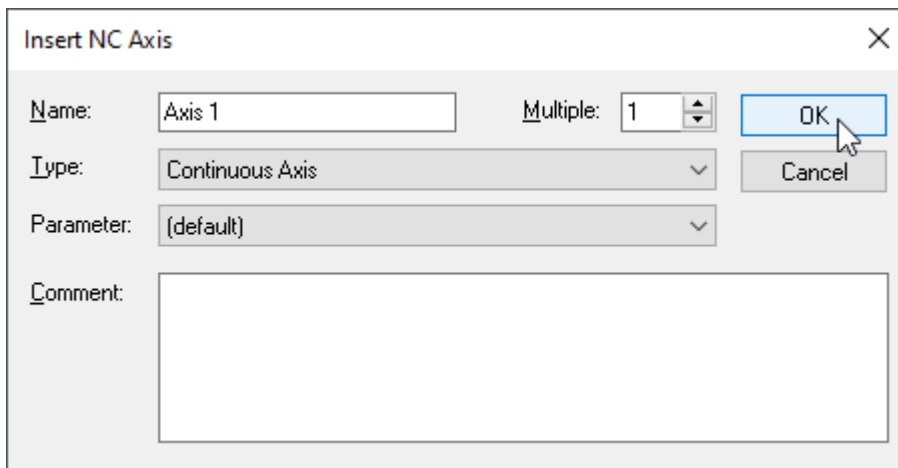 Insert NC Axis
Name: Axis 1 Multiple: 1 OK
Type: Continuous Axis Cancel
Parameter: (default)
Comment: